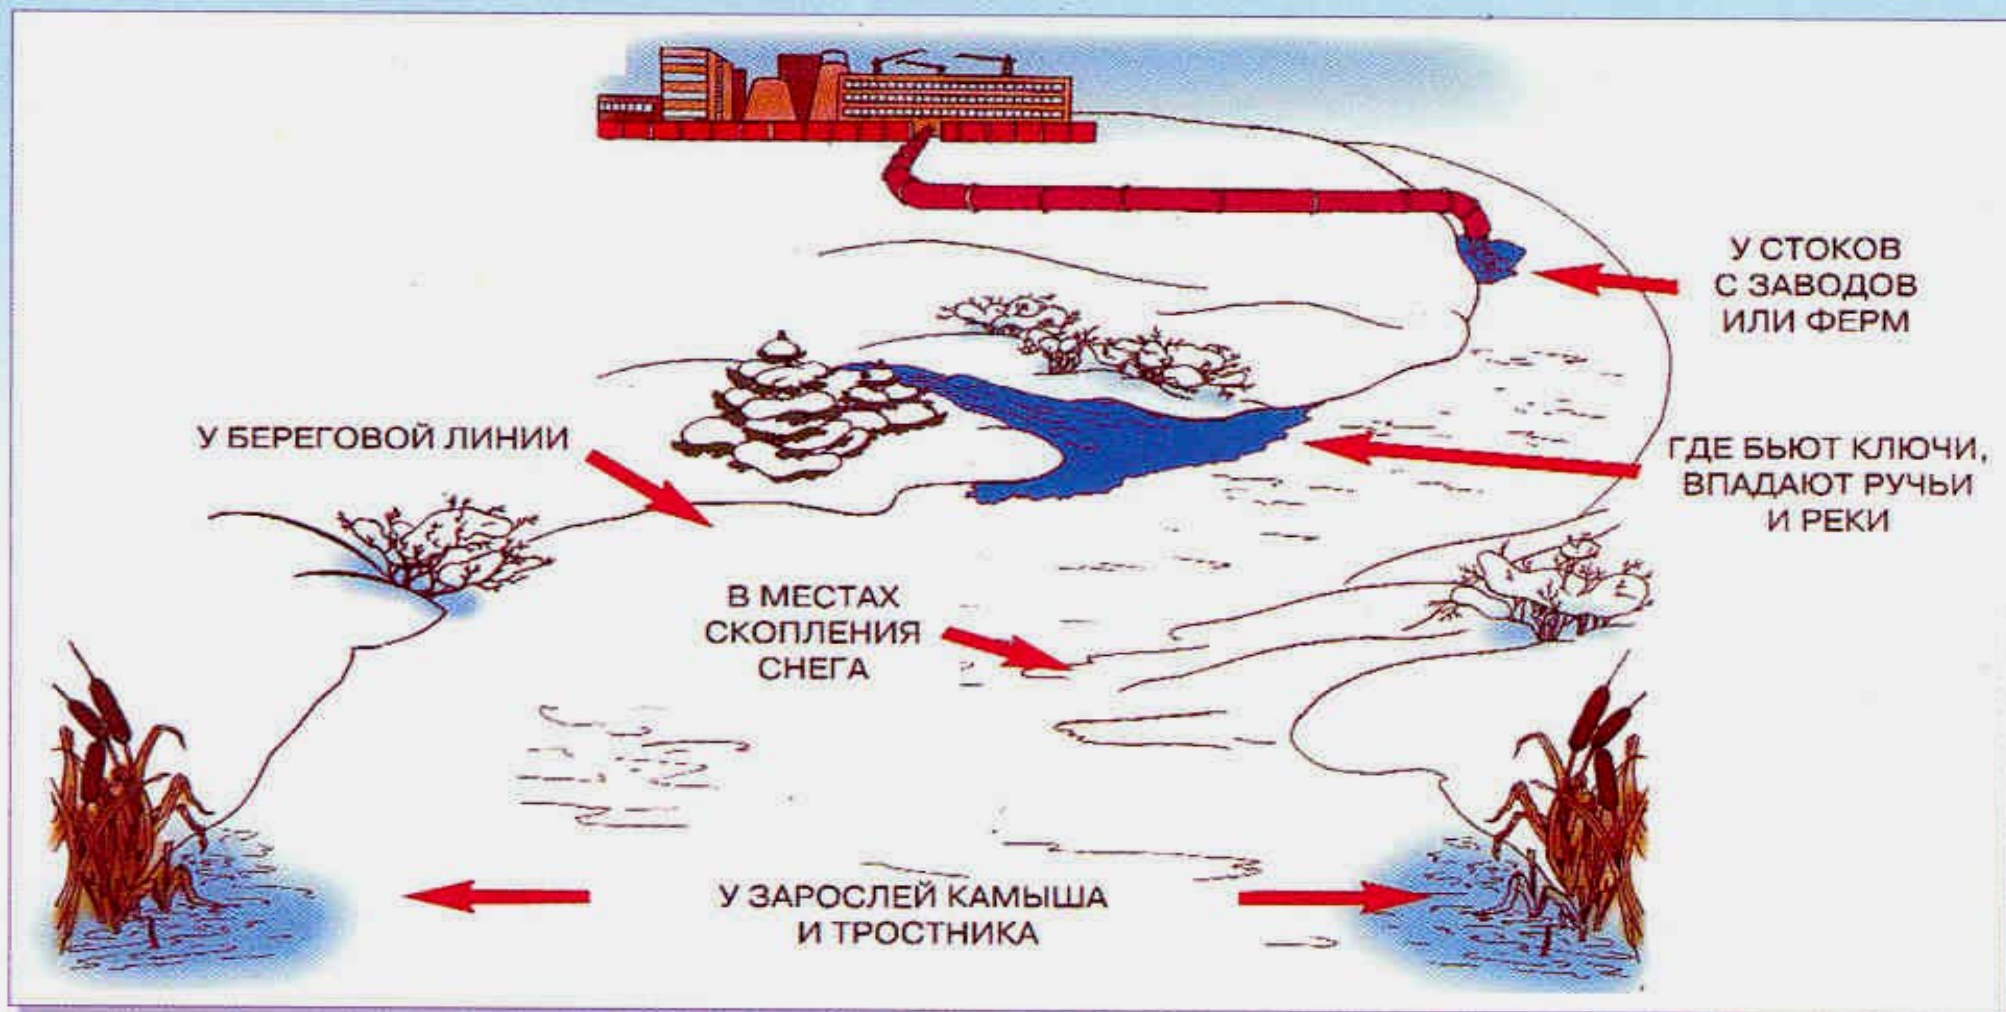 У СТОКОВ
С ЗАВОДОВ
ИЛИ ФЕРМ
У БЕРЕГОВОЙ ЛИНИИ
ГДЕ БЬЮТ КЛЮЧИ,
ВПАДАЮТ РУЧЬИ
И РЕКИ
В МЕСТАХ
СКОПЛЕНИЯ
СНЕГА
У ЗАРОСЛЕЙ КАМЫША
И ТРОСТНИКА